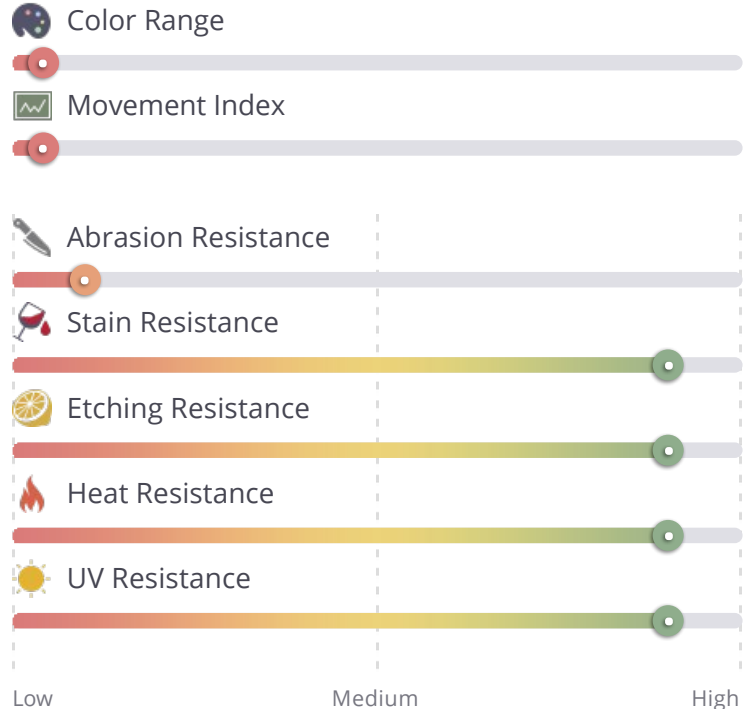 Color Range
Movement Index
Abrasion Resistance
Stain Resistance
Etching Resistance
Heat Resistance
UV Resistance
Low Medium High